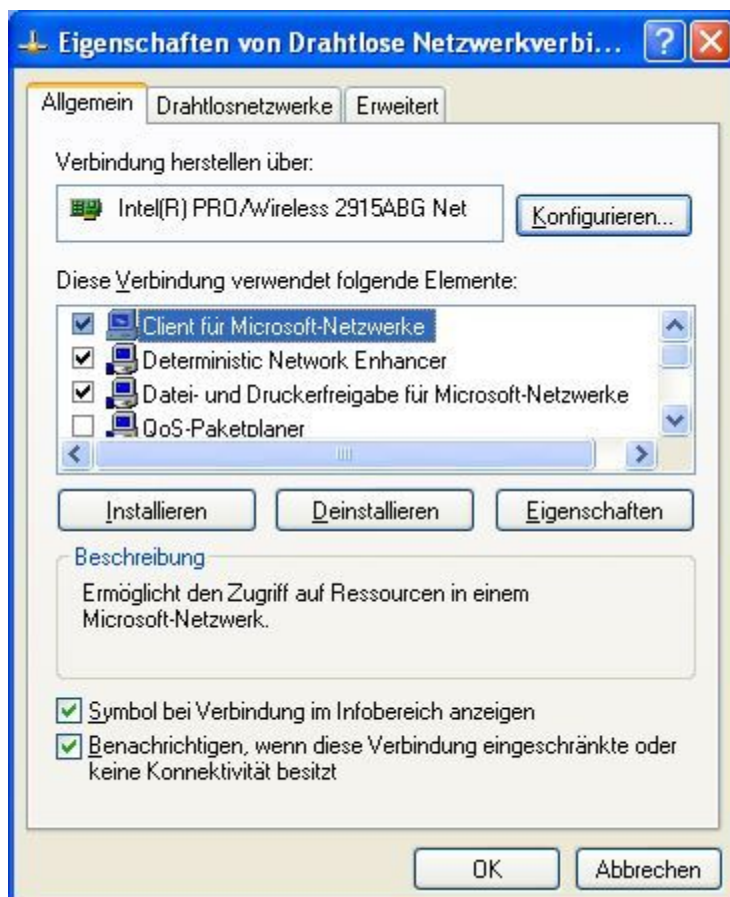 Eigenschaften von Drahtlose Netzwerkverbi...
Allgemein
Drahtlosnetzwerke
Erweitert
Verbindung herstellen über:
Intel(R) PRO/Wireless 2915ABG Net
Konfigurieren...
Diese Verbindung verwendet folgende Elemente:
Client für Microsoft-Netzwerke
Deterministic Network Enhancer
Datei- und Druckerfreigabe für Microsoft-Netzwerke
QoS-Paketplaner
Installieren
Deinstallieren
Eigenschaften
Beschreibung
Ermöglicht den Zugriff auf Ressourcen in einem
Microsoft-Netzwerk.
Symbol bei Verbindung im Infobereich anzeigen
Benachrichtigen, wenn diese Verbindung eingeschränkte oder
keine Konnektivität besitzt
OK
Abbrechen